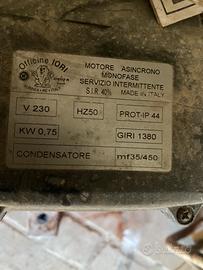 Officine IORI
MOTORE ASINCRONO
MONOFASE
SERVIZIO INTERMITTENTE
S.I.R. 40% MADE IN ITALY
V 230
HZ50
PROT-IP 44
KW 0,75
GIRI 1380
CONDENSATORE
mf35/450